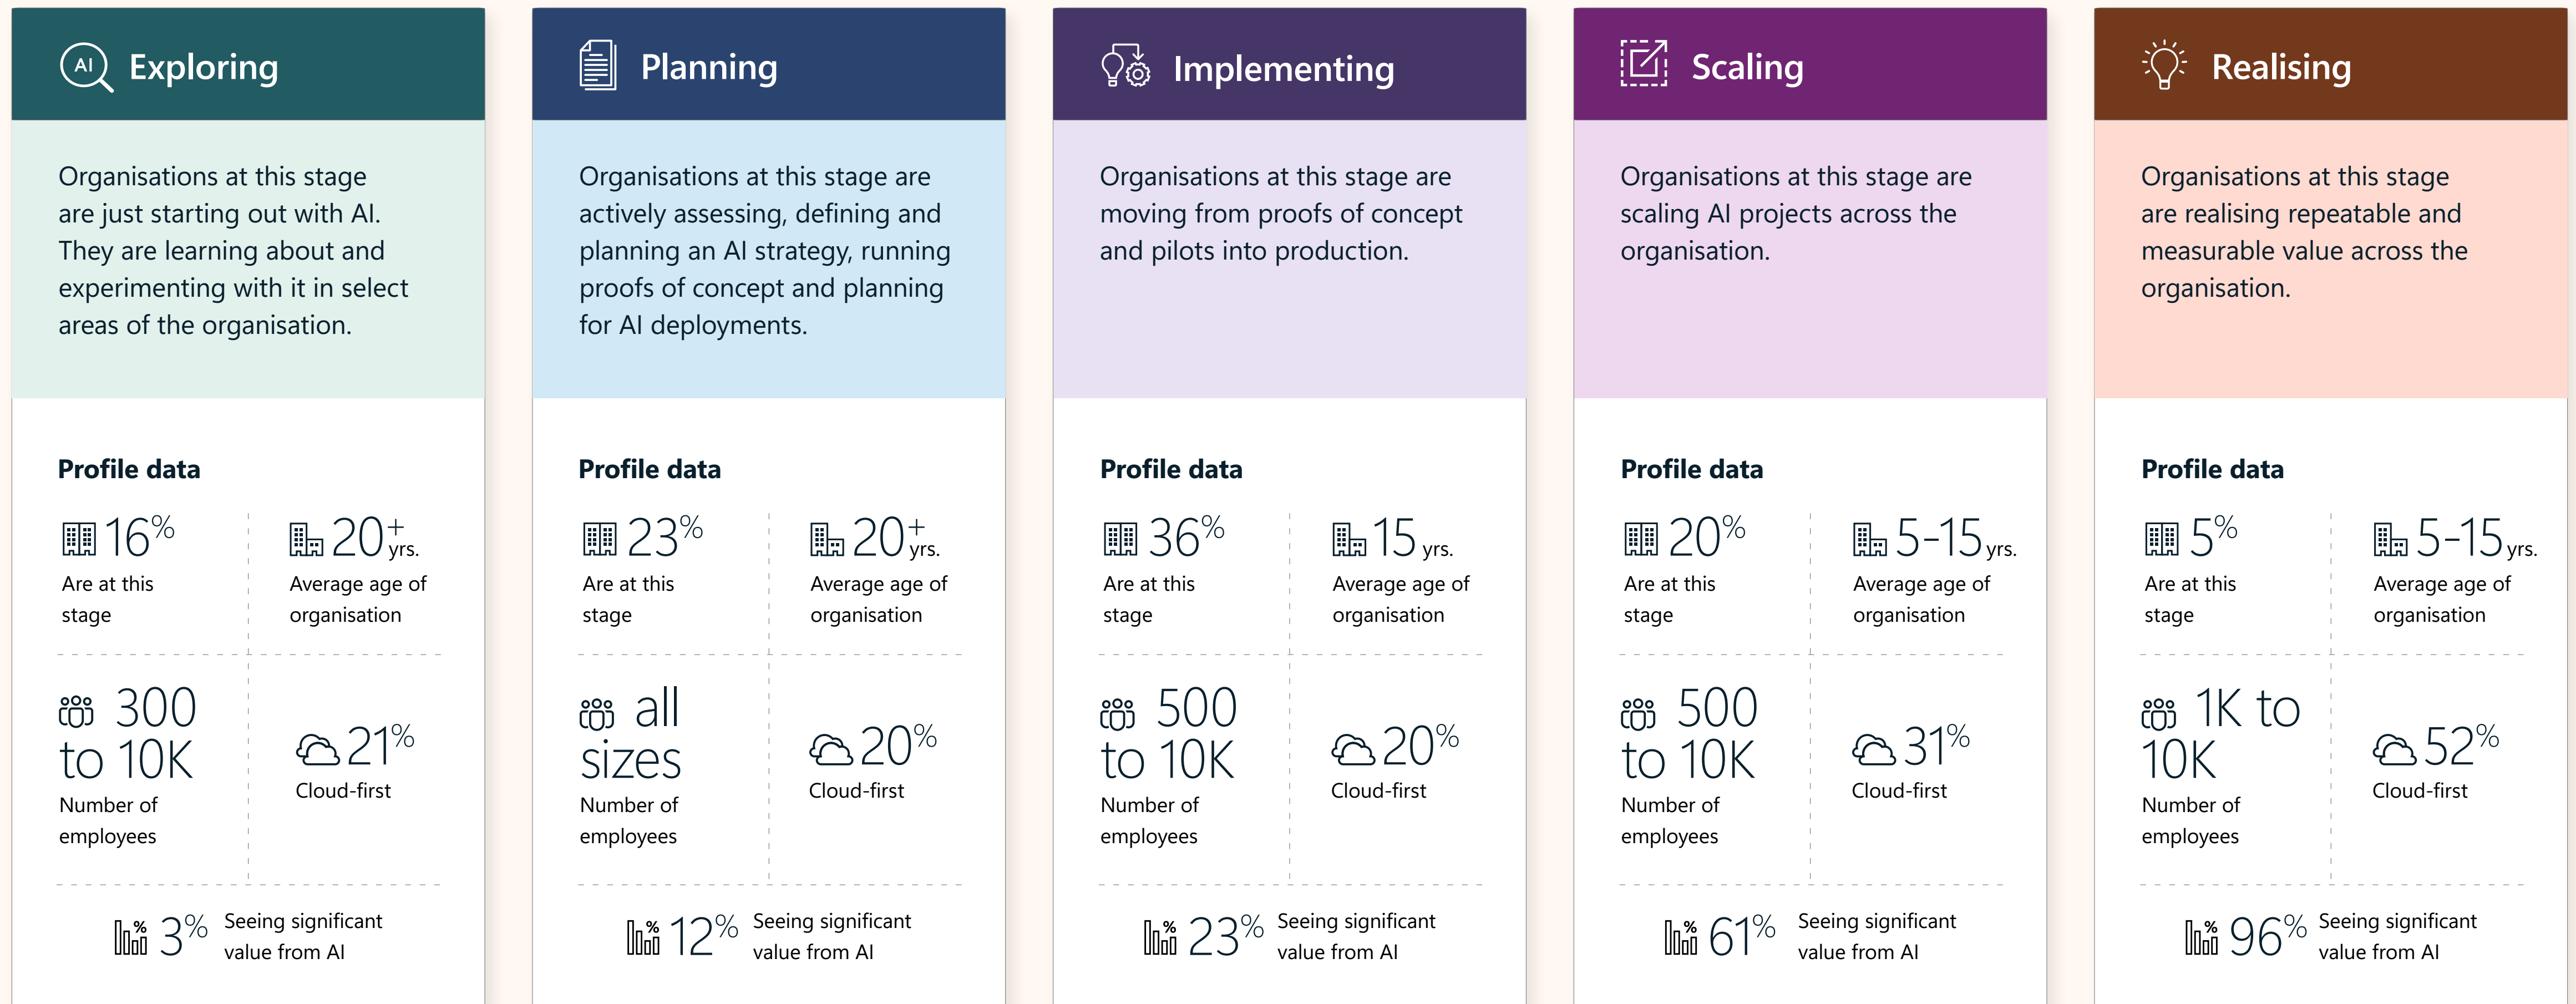 AI Exploring
Organisations at this stage
are just starting out with AI.
They are learning about and
experimenting with it in select
areas of the organisation.
Profile data
16%
Are at this
stage
20+ yrs.
Average age of
organisation
300
to 10K
Number of
employees
21%
Cloud-first
% 3% Seeing significant
value from AI
Planning
Organisations at this stage are
actively assessing, defining and
planning an AI strategy, running
proofs of concept and planning
for AI deployments.
Profile data
23%
Are at this
stage
20+ yrs.
Average age of
organisation
all
sizes
Number of
employees
20%
Cloud-first
% 12% Seeing significant
value from AI
Implementing
Organisations at this stage are
moving from proofs of concept
and pilots into production.
Profile data
36%
Are at this
stage
15 yrs.
Average age of
organisation
500
to 10K
Number of
employees
20%
Cloud-first
% 23% Seeing significant
value from AI
Scaling
Organisations at this stage are
scaling AI projects across the
organisation.
Profile data
20%
Are at this
stage
5-15 yrs.
Average age of
organisation
500
to 10K
Number of
employees
31%
Cloud-first
% 61% Seeing significant
value from AI
Realising
Organisations at this stage
are realising repeatable and
measurable value across the
organisation.
Profile data
5%
Are at this
stage
5-15 yrs.
Average age of
organisation
1K to
10K
Number of
employees
52%
Cloud-first
% 96% Seeing significant
value from AI